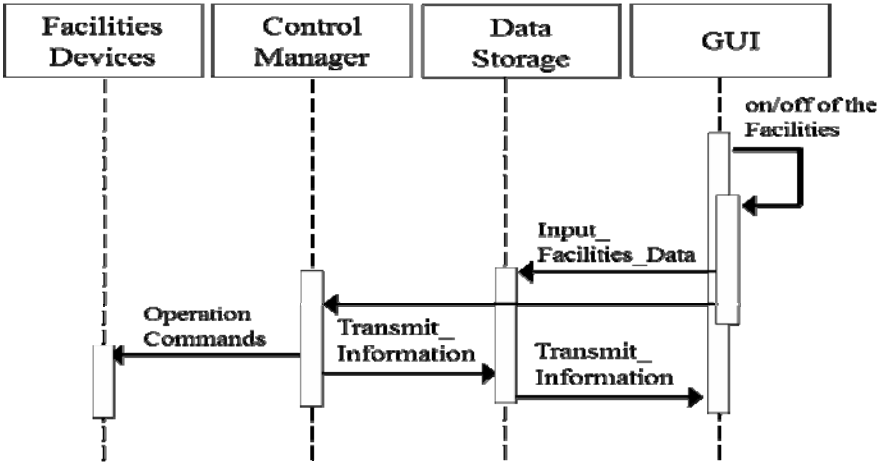 Facilities
Devices
Control
Manager
Data
Storage
GUI
on/off of the
Facilities
Input_
Facilities_Data
Operation
Commands
Transmit_
Information
Transmit_
Information